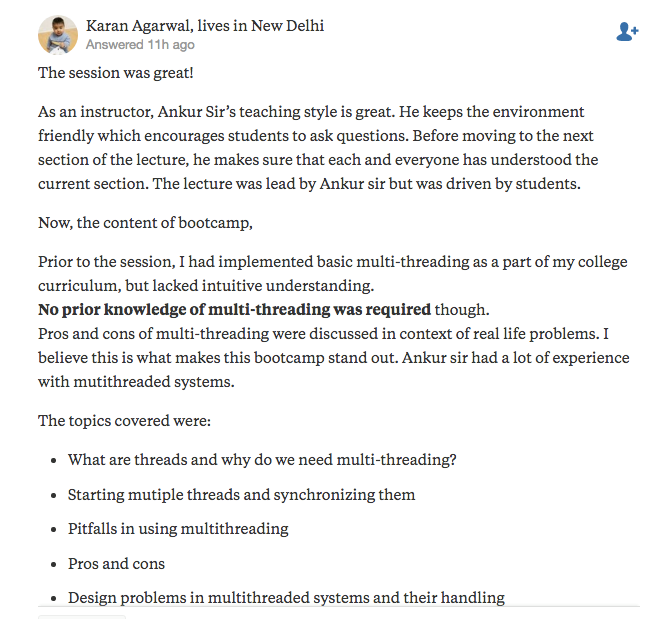 Karan Agarwal, lives in New Delhi
Answered 11h ago
The session was great!
As an instructor, Ankur Sir’s teaching style is great. He keeps the environment
friendly which encourages students to ask questions. Before moving to the next
section of the lecture, he makes sure that each and everyone has understood the
current section. The lecture was lead by Ankur sir but was driven by students.
Now, the content of bootcamp,
Prior to the session, I had implemented basic multi-threading as a part of my college
curriculum, but lacked intuitive understanding.
No prior knowledge of multi-threading was required though.
Pros and cons of multi-threading were discussed in context of real life problems. I
believe this is what makes this bootcamp stand out. Ankur sir had a lot of experience
with mutithreaded systems.
The topics covered were:
• What are threads and why do we need multi-threading?
• Starting mutiple threads and synchronizing them
• Pitfalls in using multithreading
• Pros and cons
• Design problems in multithreaded systems and their handling